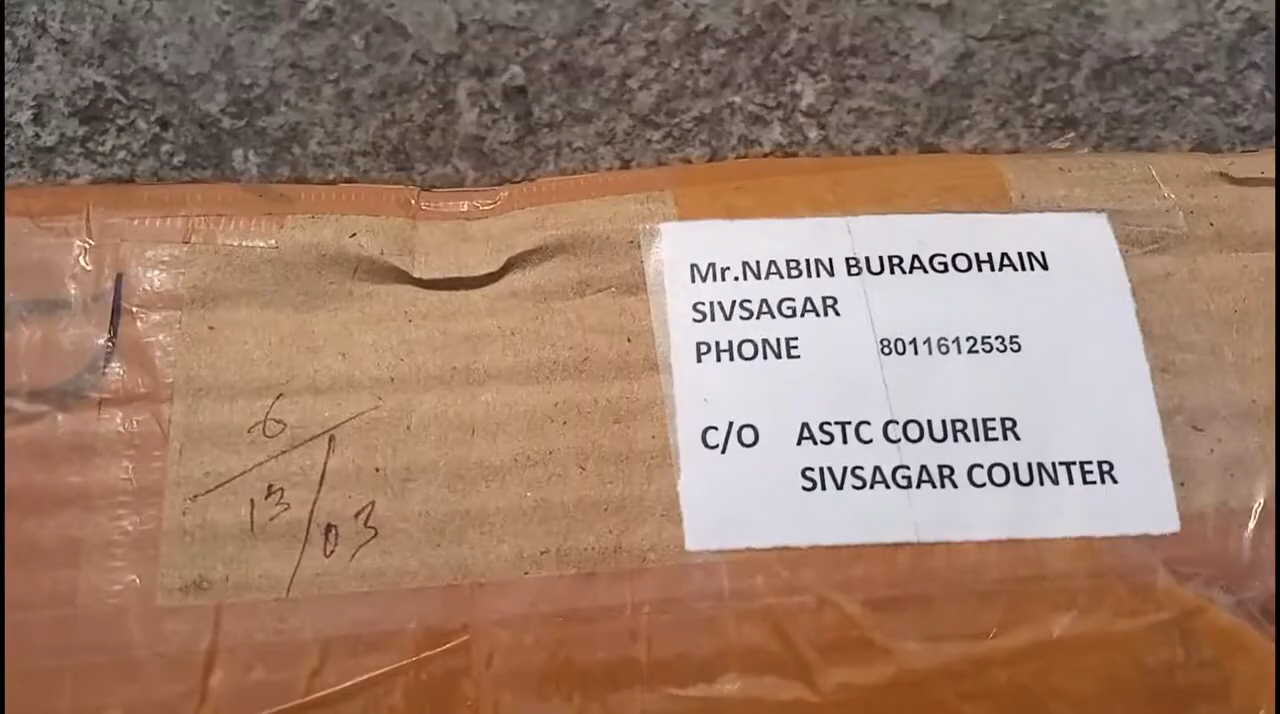 Mr.NABIN BURAGOHAIN
SIVSAGAR
PHONE 8011612535
C/O ASTC COURIER
SIVSAGAR COUNTER
6
13/03